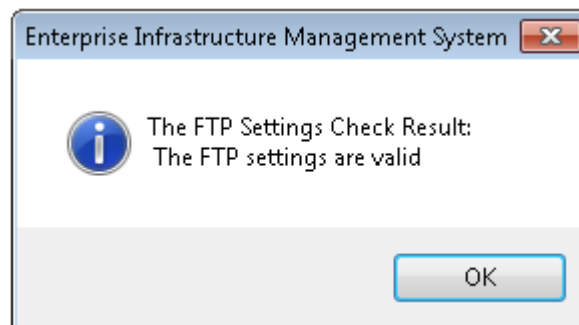 Enterprise Infrastructure Management System
The FTP Settings Check Result:
The FTP settings are valid
OK